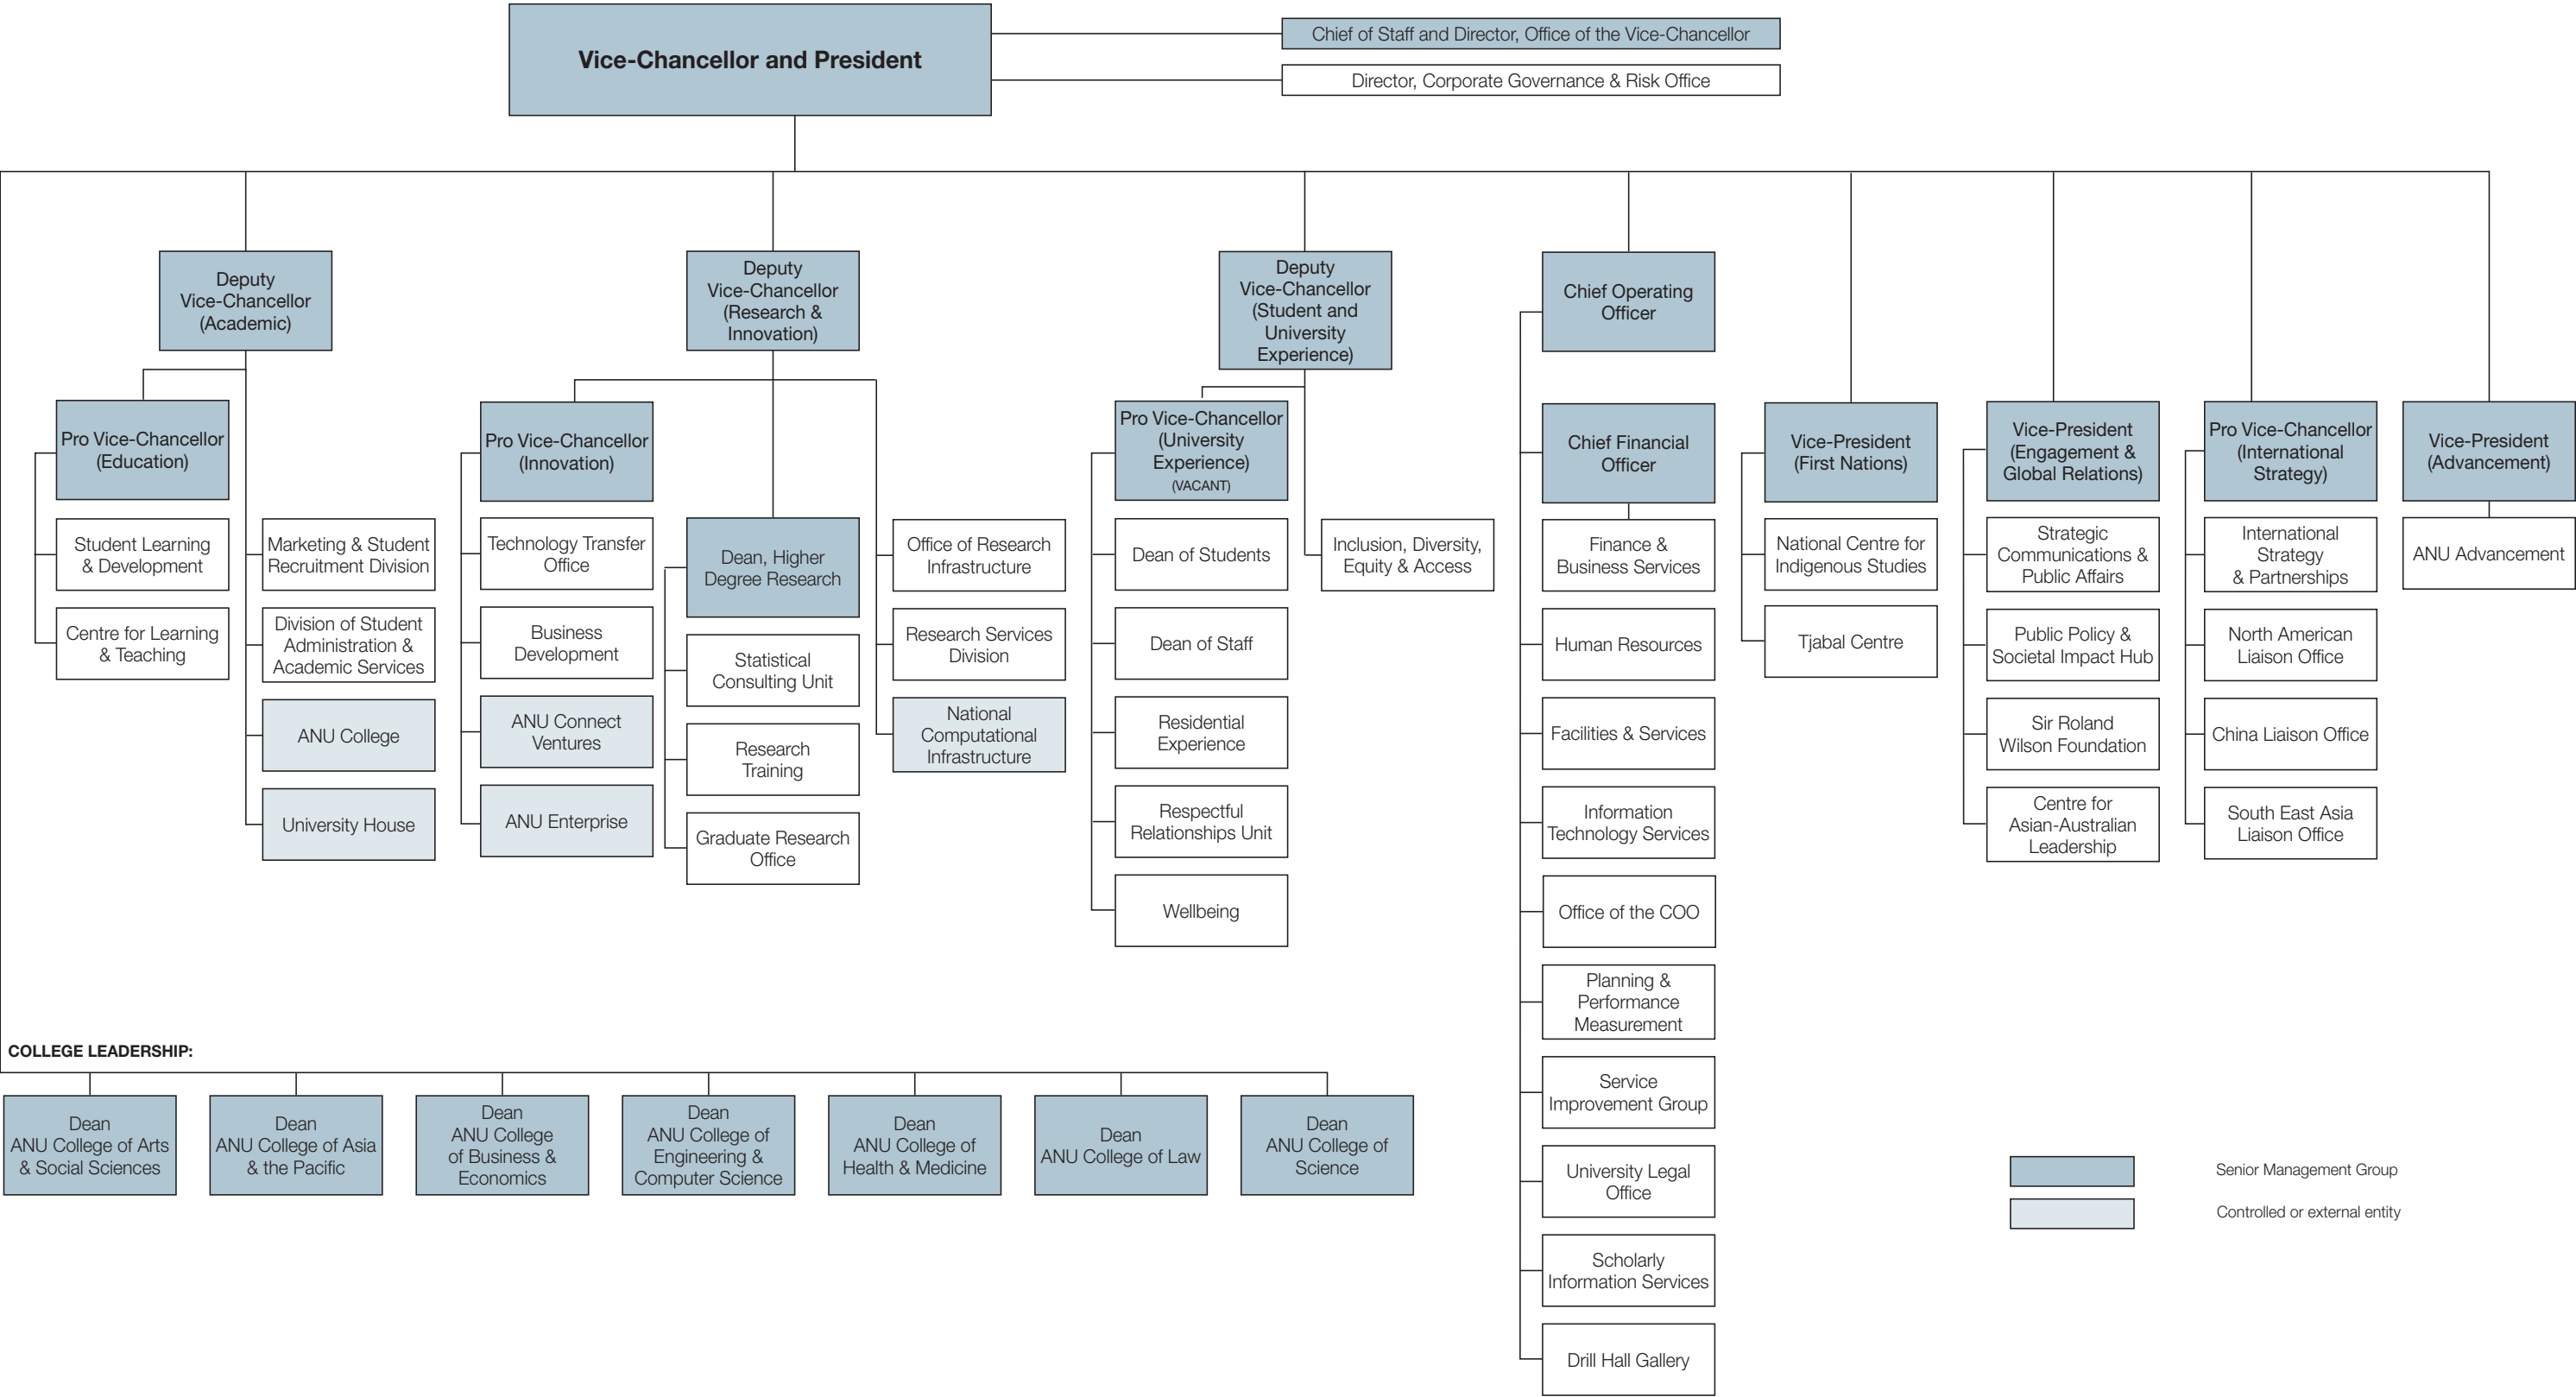 Vice-Chancellor and President
Chief of Staff and Director, Office of the Vice-Chancellor
Director, Corporate Governance & Risk Office
Deputy
Vice-Chancellor
(Academic)
Pro Vice-Chancellor
(Education)
Student Learning
& Development
Centre for Learning
& Teaching
Marketing & Student
Recruitment Division
Division of Student
Administration &
Academic Services
ANU College
University House
Deputy
Vice-Chancellor
(Research &
Innovation)
Pro Vice-Chancellor
(Innovation)
Technology Transfer
Office
Business
Development
ANU Connect
Ventures
ANU Enterprise
Dean, Higher
Degree Research
Statistical
Consulting Unit
Research
Training
Graduate Research
Office
Office of Research
Infrastructure
Research Services
Division
National
Computational
Infrastructure
Deputy
Vice-Chancellor
(Student and
University
Experience)
Pro Vice-Chancellor
(University
Experience)
(VACANT)
Dean of Students
Dean of Staff
Residential
Experience
Respectful
Relationships Unit
Wellbeing
Inclusion, Diversity,
Equity & Access
Chief Operating
Officer
Chief Financial
Officer
Finance &
Business Services
Human Resources
Facilities & Services
Information
Technology Services
Office of the COO
Planning &
Performance
Measurement
Service
Improvement Group
University Legal
Office
Scholarly
Information Services
Drill Hall Gallery
Vice-President
(First Nations)
National Centre for
Indigenous Studies
Tjabal Centre
Vice-President
(Engagement &
Global Relations)
Strategic
Communications &
Public Affairs
Public Policy &
Societal Impact Hub
Sir Roland
Wilson Foundation
Centre for
Asian-Australian
Leadership
Pro Vice-Chancellor
(International
Strategy)
International
Strategy
& Partnerships
North American
Liaison Office
China Liaison Office
South East Asia
Liaison Office
Vice-President
(Advancement)
ANU Advancement
COLLEGE LEADERSHIP:
Dean
ANU College of Arts
& Social Sciences
Dean
ANU College of Asia
& the Pacific
Dean
ANU College
of Business &
Economics
Dean
ANU College of
Engineering &
Computer Science
Dean
ANU College of
Health & Medicine
Dean
ANU College of Law
Dean
ANU College of
Science
Senior Management Group
Controlled or external entity